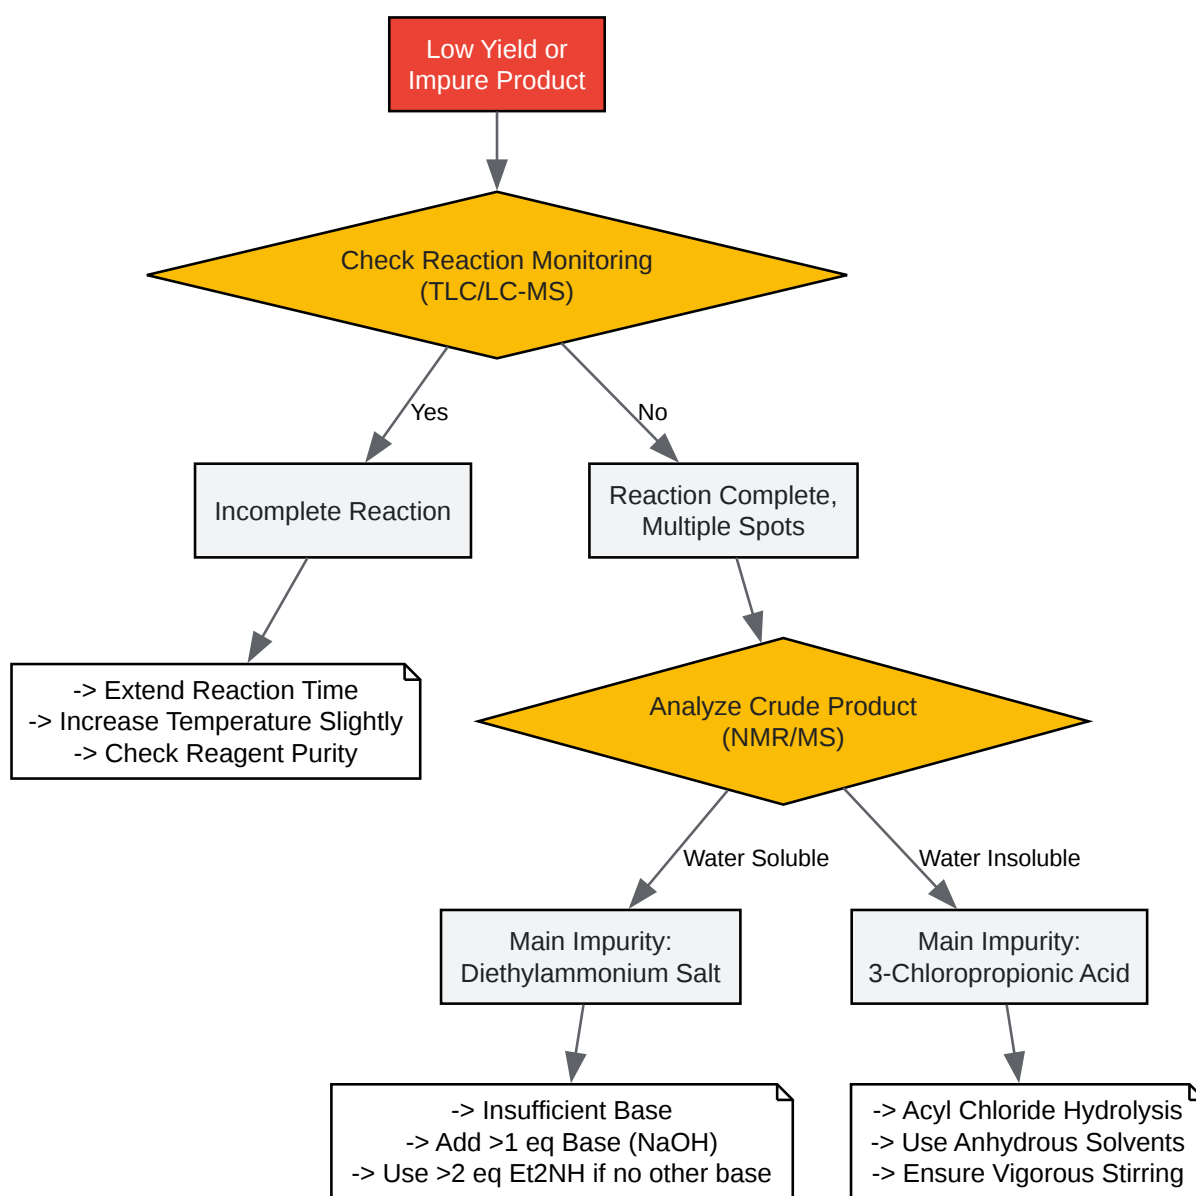 Low Yield or
Impure Product
Check Reaction Monitoring
(TLC/LC-MS)
Yes
No
Incomplete Reaction
Reaction Complete,
Multiple Spots
-> Extend Reaction Time
-> Increase Temperature Slightly
-> Check Reagent Purity
Analyze Crude Product
(NMR/MS)
Water Soluble
Water Insoluble
Main Impurity:
Diethylammonium Salt
Main Impurity:
3-Chloropropionic Acid
-> Insufficient Base
-> Add >1 eq Base (NaOH)
-> Use >2 eq Et2NH if no other base
-> Acyl Chloride Hydrolysis
-> Use Anhydrous Solvents
-> Ensure Vigorous Stirring